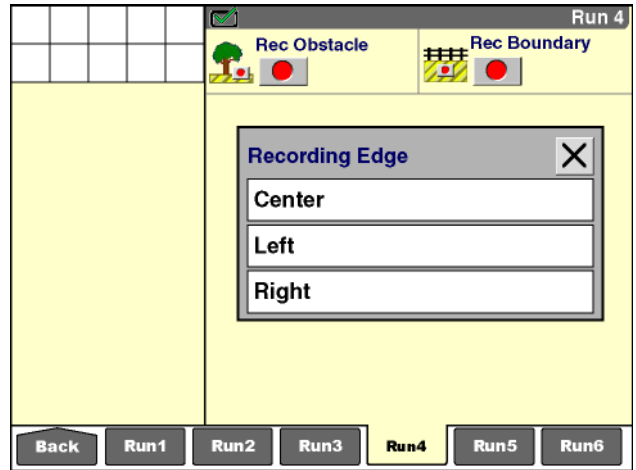 Run 4
Rec Obstacle
Rec Boundary
Recording Edge
Center
Left
Right
Back Run1 Run2 Run3 Run4 Run5 Run6